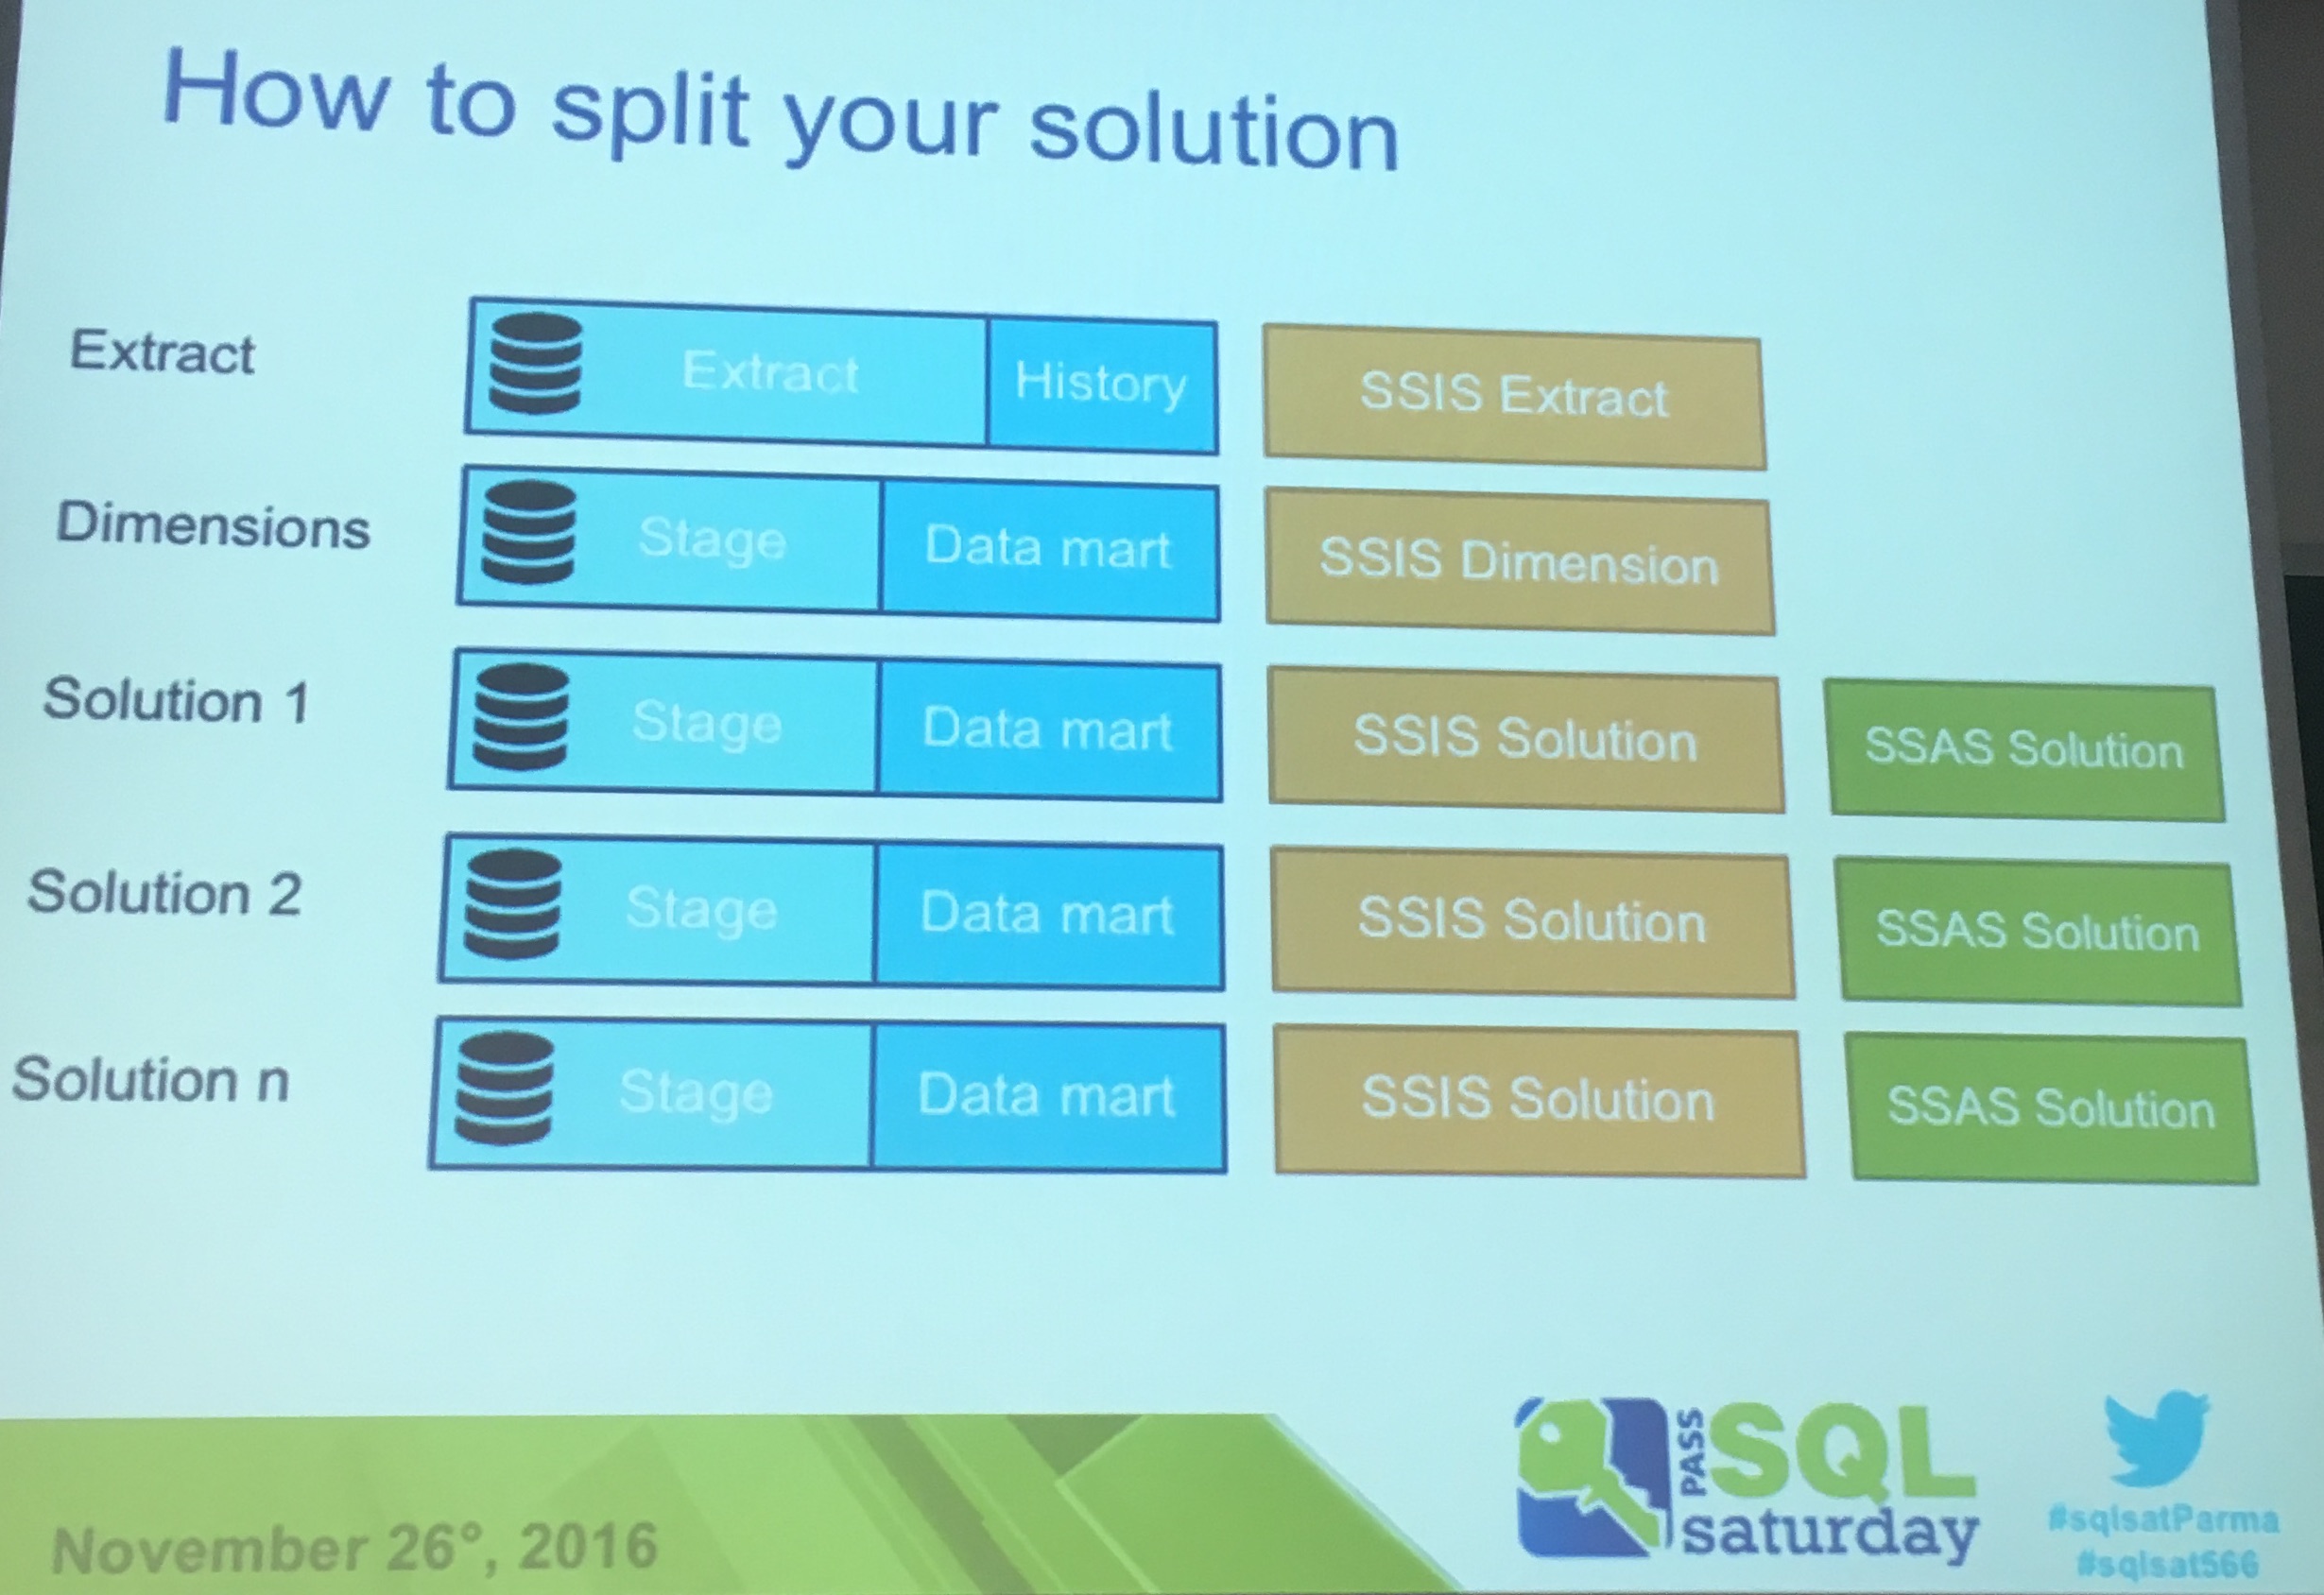 How to split your solution
Extract
Extract
History
SSIS Extract
Dimensions
Stage
Data mart
SSIS Dimension
Solution 1
Stage
Data mart
SSIS Solution
SSAS Solution
Solution 2
Stage
Data mart
SSIS Solution
SSAS Solution
Solution n
Stage
Data mart
SSIS Solution
SSAS Solution
November 26°, 2016
PASS
SQL
saturday
#sqlsatParma
#sqlsat566